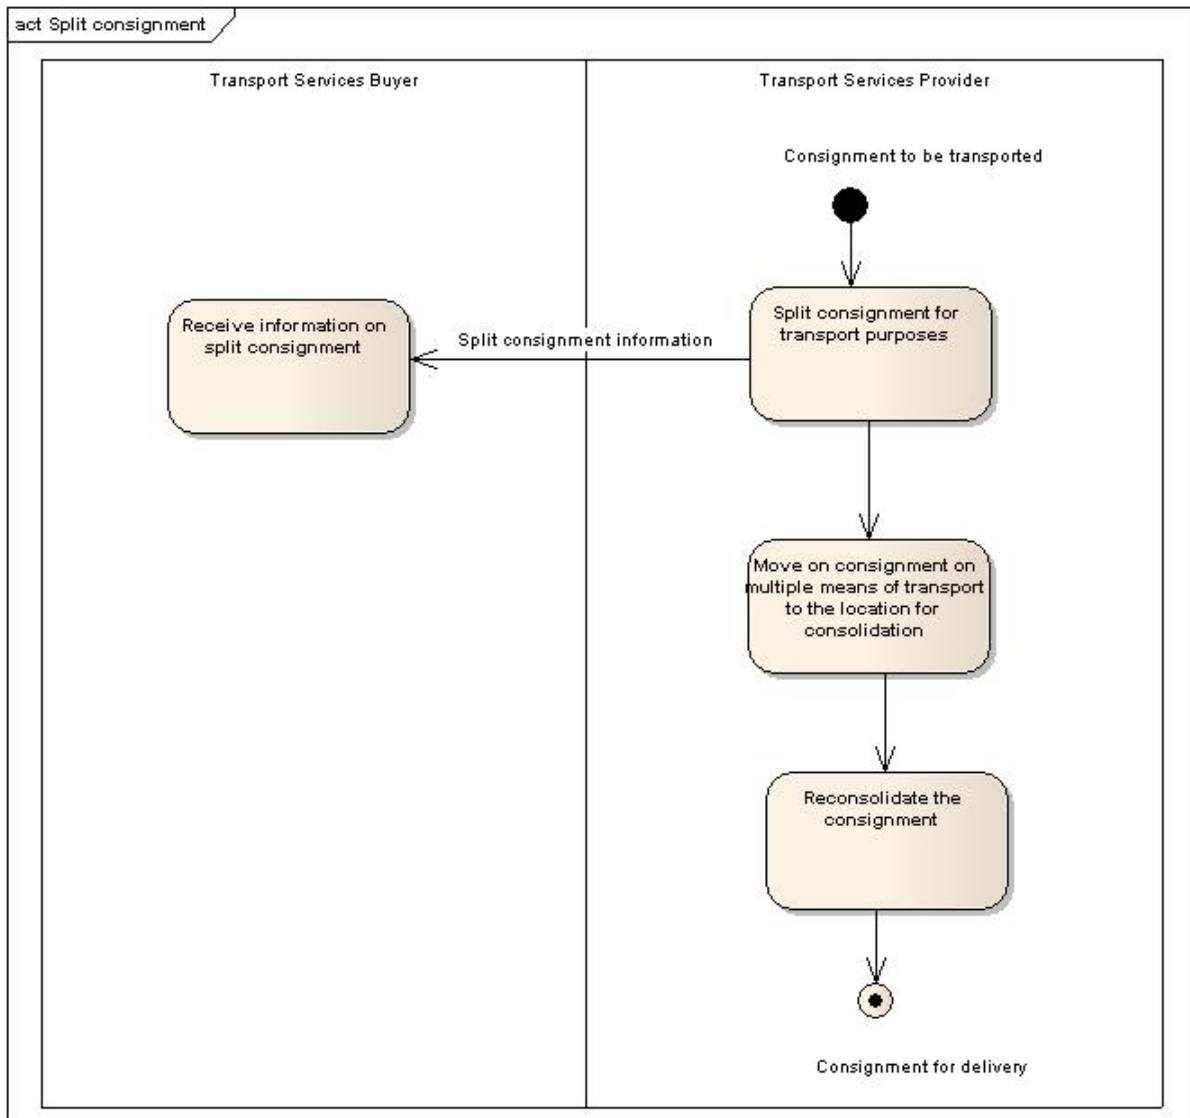 act Split consignment
Transport Services Buyer
Transport Services Provider
Consignment to be transported
Split consignment for
transport purposes
Split consignment information
Receive information on
split consignment
Move on consignment on
multiple means of transport
to the location for
consolidation
Reconsolidate the
consignment
Consignment for delivery